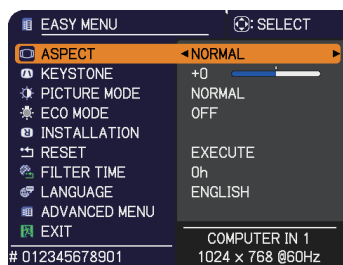 EASY MENU : SELECT
ASPECT NORMAL
KEYSTONE +0
PICTURE MODE NORMAL
ECO MODE OFF
INSTALLATION
RESET EXECUTE
FILTER TIME 0h
LANGUAGE ENGLISH
ADVANCED MENU
EXIT
COMPUTER IN 1
# 012345678901 1024 x 768 @60Hz